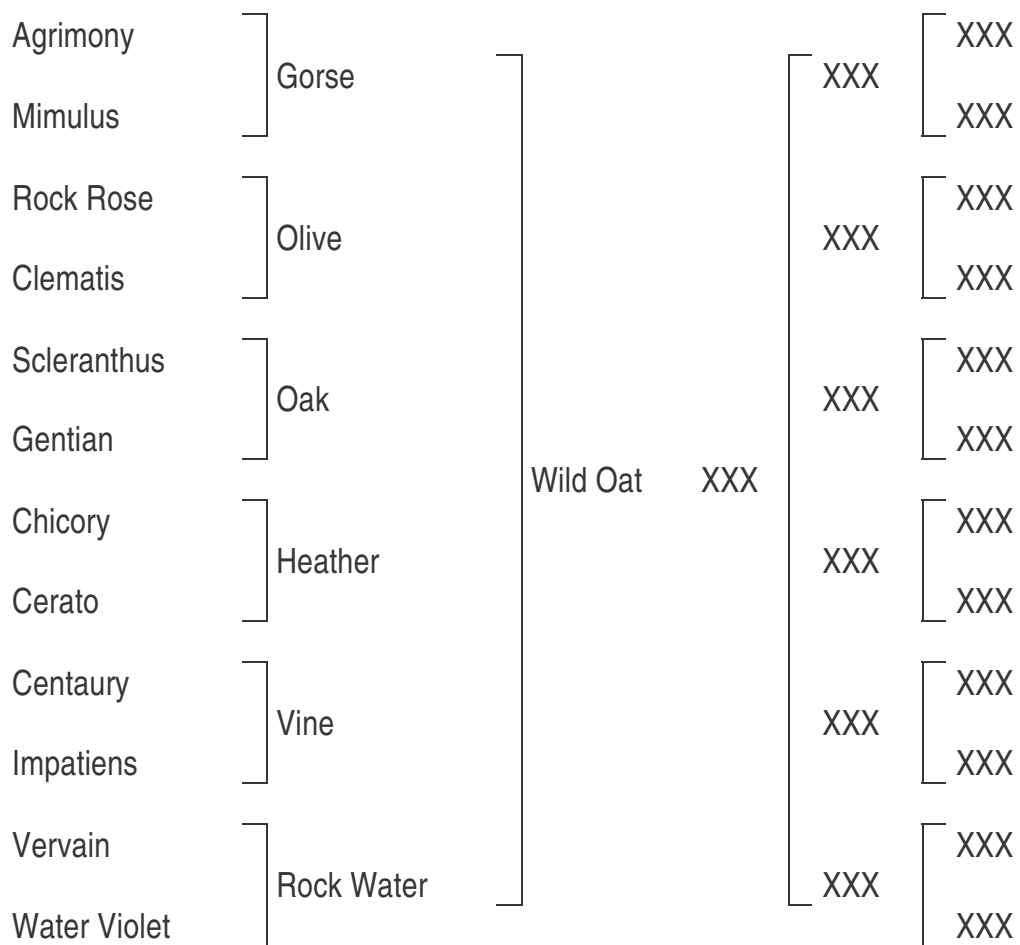 Agrimony XXX
Gorse XXX
Mimulus XXX
Rock Rose XXX
Olive XXX
Clematis XXX
Scleranthus XXX
Oak XXX
Gentian XXX
Wild Oat XXX
Chicory XXX
Heather XXX
Cerato XXX
Centaury XXX
Vine XXX
Impatiens XXX
Vervain XXX
Rock Water XXX
Water Violet XXX